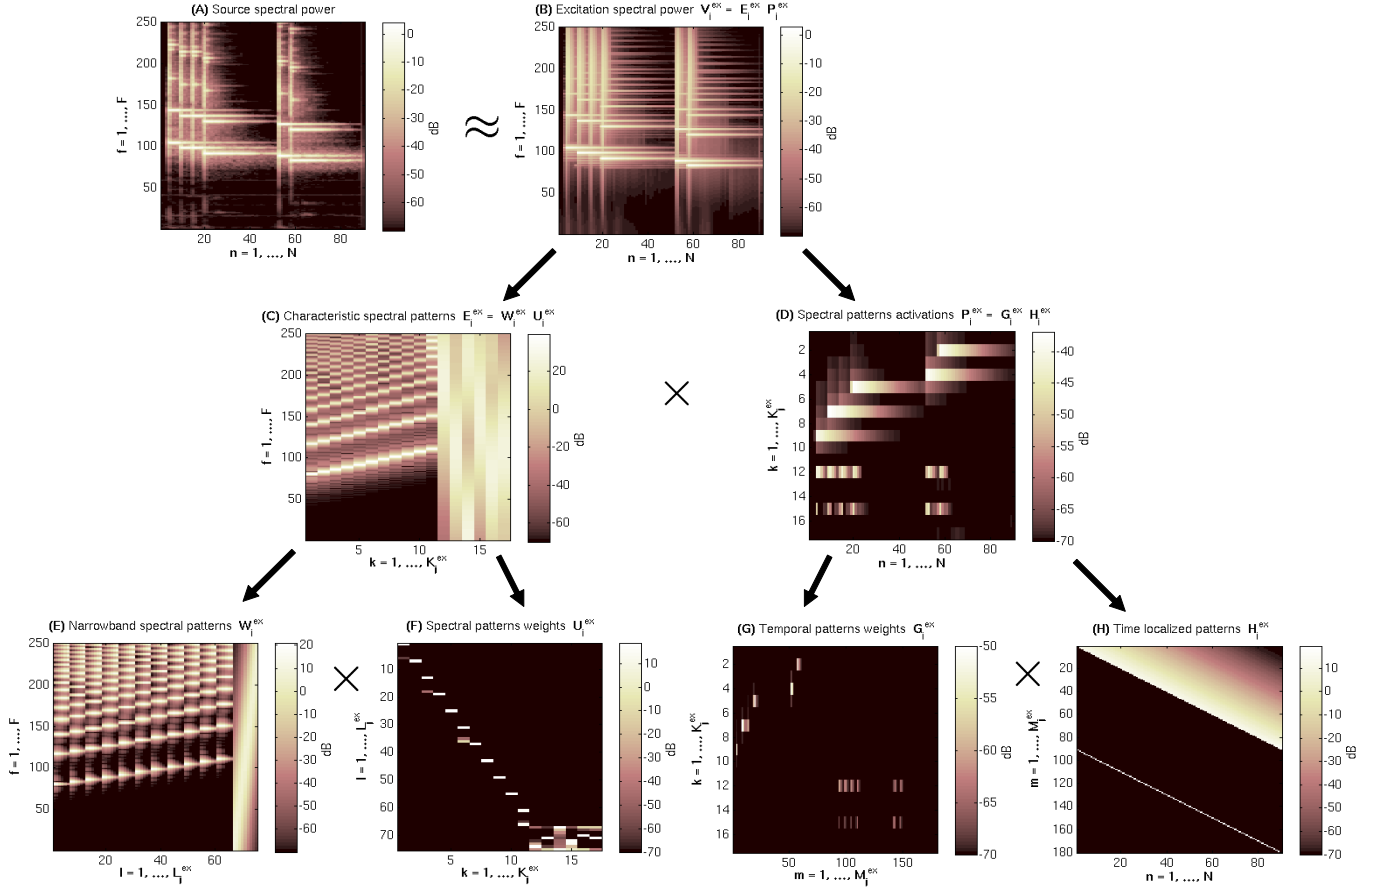 (A) Source spectral power
250
200
150
100
50
f = 1, ..., F
20 40 60 80
n = 1, ..., N
0
-10
-20
-30
-40
-50
-60
dB
≈
(B) Excitation spectral power V_j^ex = E_j^ex P_j^ex
250
200
150
100
50
f = 1, ..., F
20 40 60 80
n = 1, ..., N
0
-10
-20
-30
-40
-50
-60
dB
(C) Characteristic spectral patterns E_j^ex = W_j^ex U_j^ex
250
200
150
100
50
f = 1, ..., F
5 10 15
k = 1, ..., K_j^ex
20
0
-20
-40
-60
dB
×
(D) Spectral patterns activations P_j^ex = G_j^ex H_j^ex
2
4
6
8
10
12
14
16
k = 1, ..., K_j^ex
20 40 60 80
n = 1, ..., N
-40
-45
-50
-55
-60
-65
-70
dB
(E) Narrowband spectral patterns W_j^ex
250
200
150
100
50
f = 1, ..., F
20 40 60
l = 1, ..., L_j^ex
20
10
0
-10
-20
-30
-40
-50
-60
dB
×
(F) Spectral patterns weights U_j^ex
10
20
30
40
50
60
70
l = 1, ..., L_j^ex
5 10 15
k = 1, ..., K_j^ex
10
0
-10
-20
-30
-40
-50
-60
-70
dB
(G) Temporal patterns weights G_j^ex
2
4
6
8
10
12
14
16
k = 1, ..., K_j^ex
50 100 150
m = 1, ..., M_j^ex
-50
-55
-60
-65
-70
dB
×
(H) Time localized patterns H_j^ex
20
40
60
80
100
120
140
160
180
m = 1, ..., M_j^ex
20 40 60 80
n = 1, ..., N
10
0
-10
-20
-30
-40
-50
-60
-70
dB